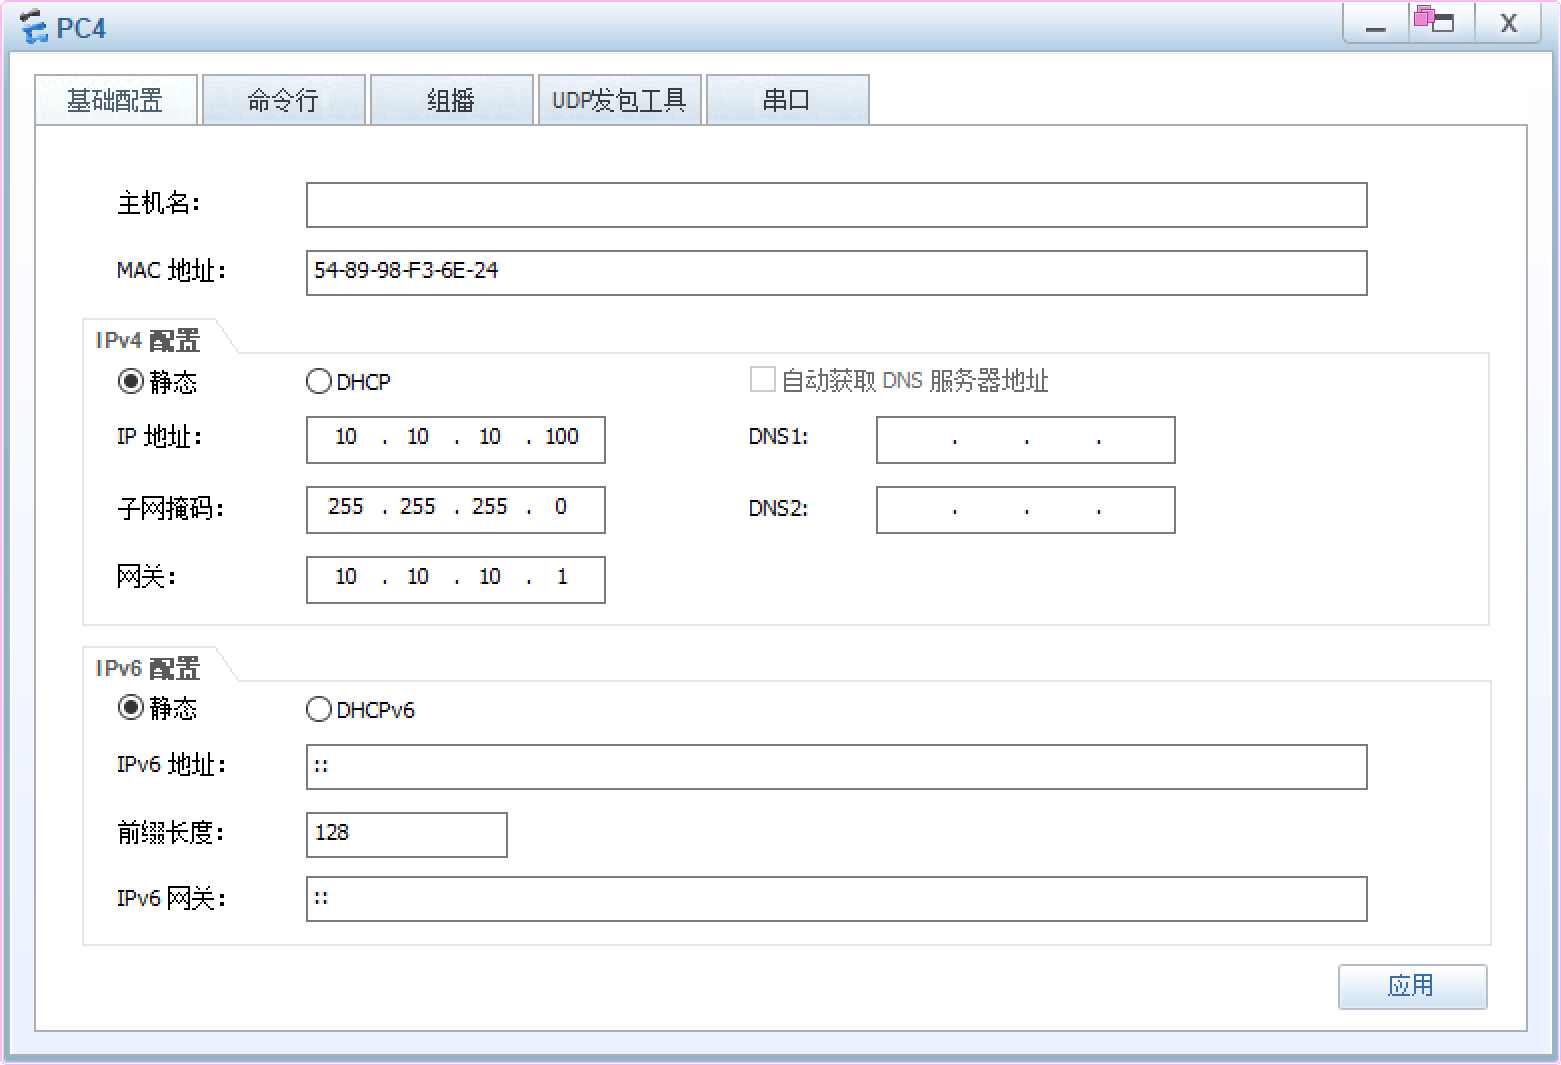 PC4
基础配置 命令行 组播 UDP发包工具 串口
主机名：
MAC 地址： 54-89-98-F3-6E-24
IPv4 配置
静态 DHCP 自动获取 DNS 服务器地址
IP 地址： 10 . 10 . 10 . 100 DNS1: . . .
子网掩码： 255 . 255 . 255 . 0 DNS2: . . .
网关： 10 . 10 . 10 . 1
IPv6 配置
静态 DHCPv6
IPv6 地址： ::
前缀长度： 128
IPv6 网关： ::
应用